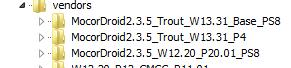 vendors
MocorDroid2.3.5_Trout_W13.31_Base_PS8
MocorDroid2.3.5_Trout_W13.31_P4
MocorDroid2.3.5_W12.20_P20.01_PS8